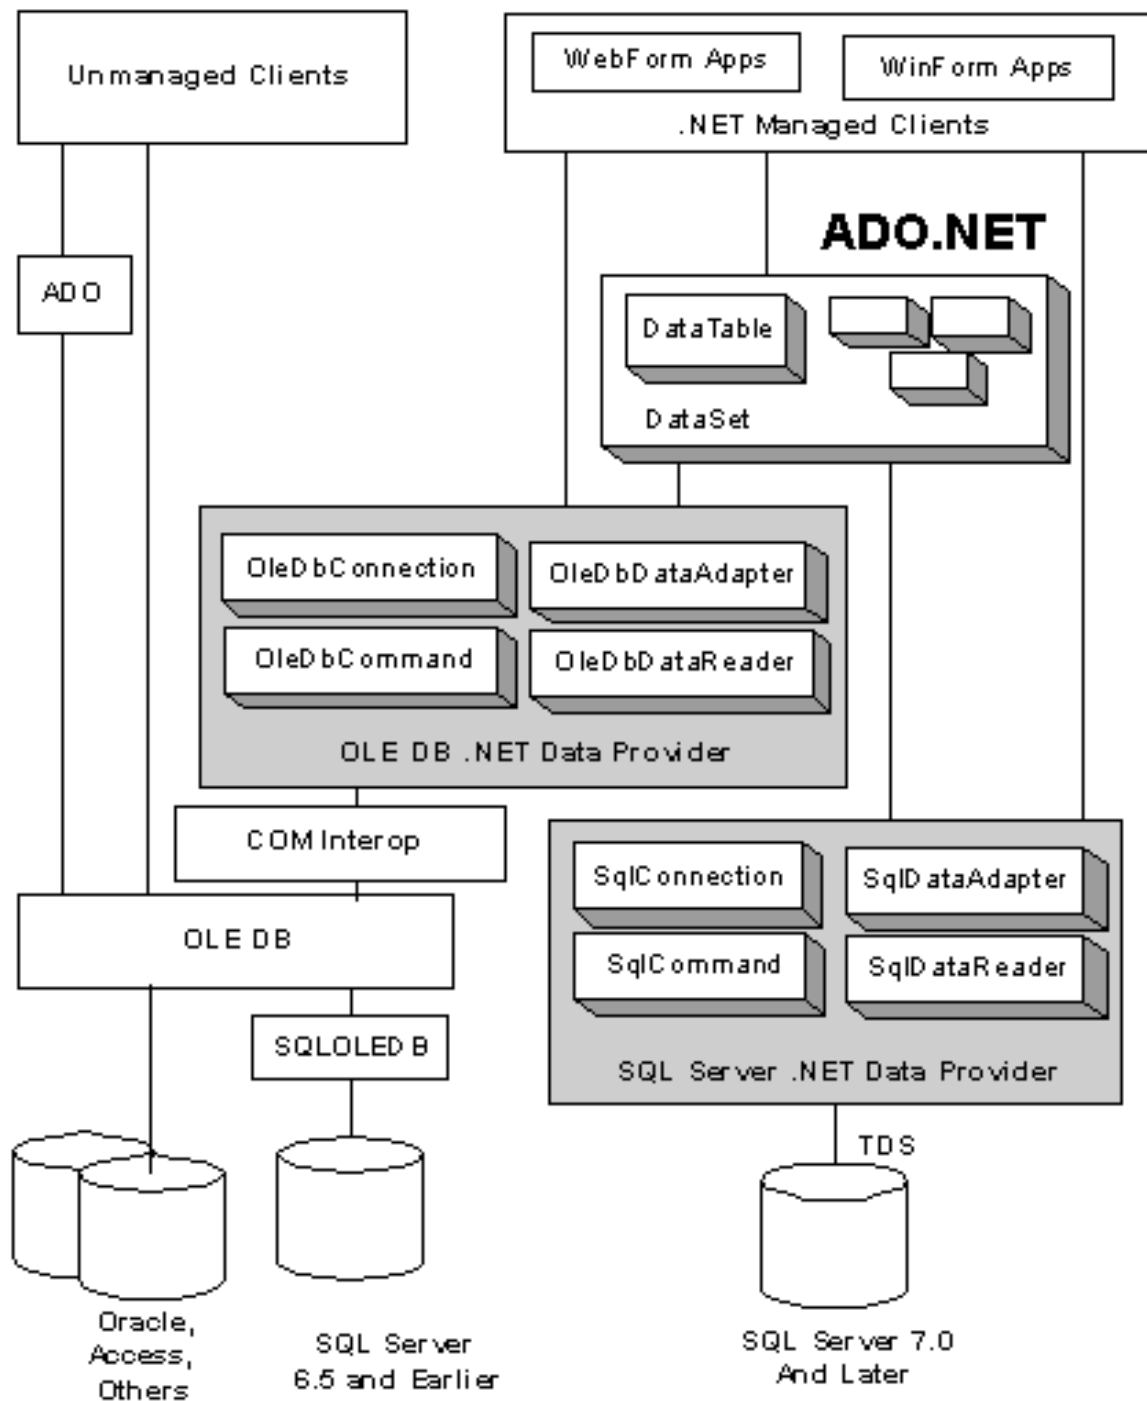 Unmanaged Clients
WebForm Apps
WinForm Apps
.NET Managed Clients
ADO.NET
ADO
DataTable
DataSet
OleDbConnection
OleDbDataAdapter
OleDbCommand
OleDbDataReader
OLE DB .NET Data Provider
COM Interop
SqlConnection
SqlDataAdapter
OLE DB
SqlCommand
SqlDataReader
SQLOLEDB
SQL Server .NET Data Provider
TDS
Oracle,
Access,
Others
SQL Server
6.5 and Earlier
SQL Server 7.0
And Later